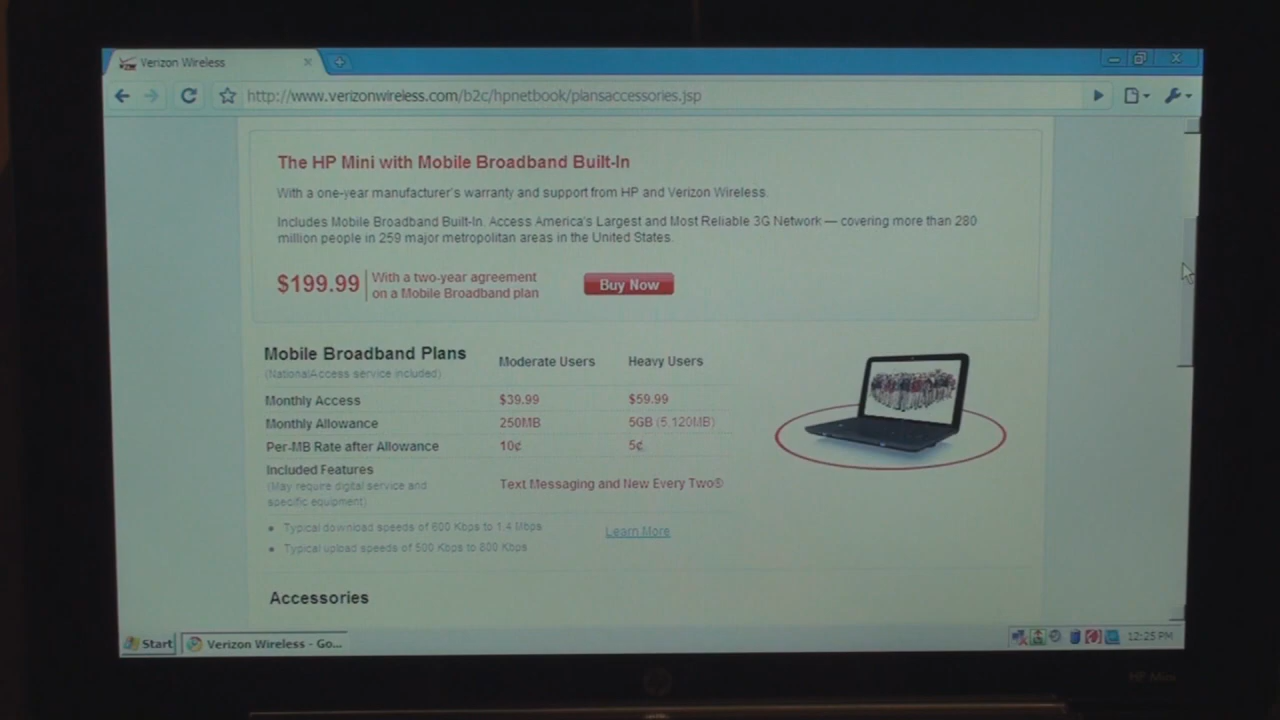 Verizon Wireless
http://www.verizonwireless.com/b2c/hpnetbook/plansaccessories.jsp
The HP Mini with Mobile Broadband Built-In
With a one-year manufacturer's warranty and support from HP and Verizon Wireless.
Includes Mobile Broadband Built-In. Access America's Largest and Most Reliable 3G Network — covering more than 280
million people in 259 major metropolitan areas in the United States.
$199.99
With a two-year agreement
on a Mobile Broadband plan
Buy Now
Mobile Broadband Plans Moderate Users Heavy Users
(NationalAccess service included)
Monthly Access $39.99 $59.99
Monthly Allowance 250MB 5GB (5,120MB)
Per-MB Rate after Allowance 10¢ 5¢
Included Features
(May require digital service and
specific equipment)
Text Messaging and New Every Two®
• Typical download speeds of 600 Kbps to 1.4 Mbps
• Typical upload speeds of 500 Kbps to 800 Kbps
Learn More
Accessories
Start Verizon Wireless - Go... 12:25 PM
hp
HP Mini